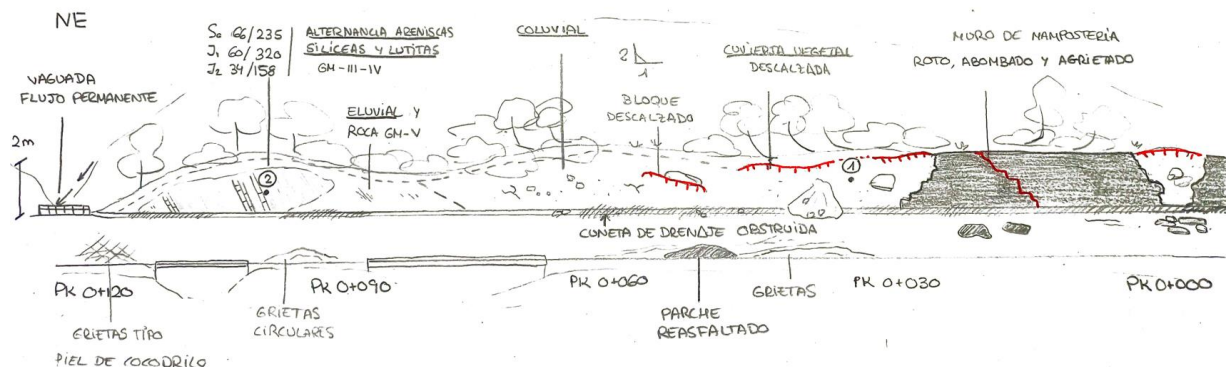 NE
S₀ 66/235
J₁ 60/320
J₂ 34/158
ALTERNANCIA ARENISCAS
SILÍCEAS Y LUTITAS
GM-III-IV
COLUVIAL
2
1
CUVIERTA VEGETAL
DESCALZADA
MURO DE MAMPOSTERÍA
ROTO, ABOMBADO Y AGRIETADO
VAGUADA
FLUJO PERMANENTE
ELUVIAL Y
ROCA GM-V
BLOQUE
DESCALZADO
2m
2
1
CUNETA DE DRENAJE OBSTRUIDA
PK 0+120
PK 0+090
PK 0+060
PK 0+030
PK 0+000
GRIETAS TIPO
PIEL DE COCODRILO
GRIETAS
CIRCULARES
PARCHE
REASFALTADO
GRIETAS